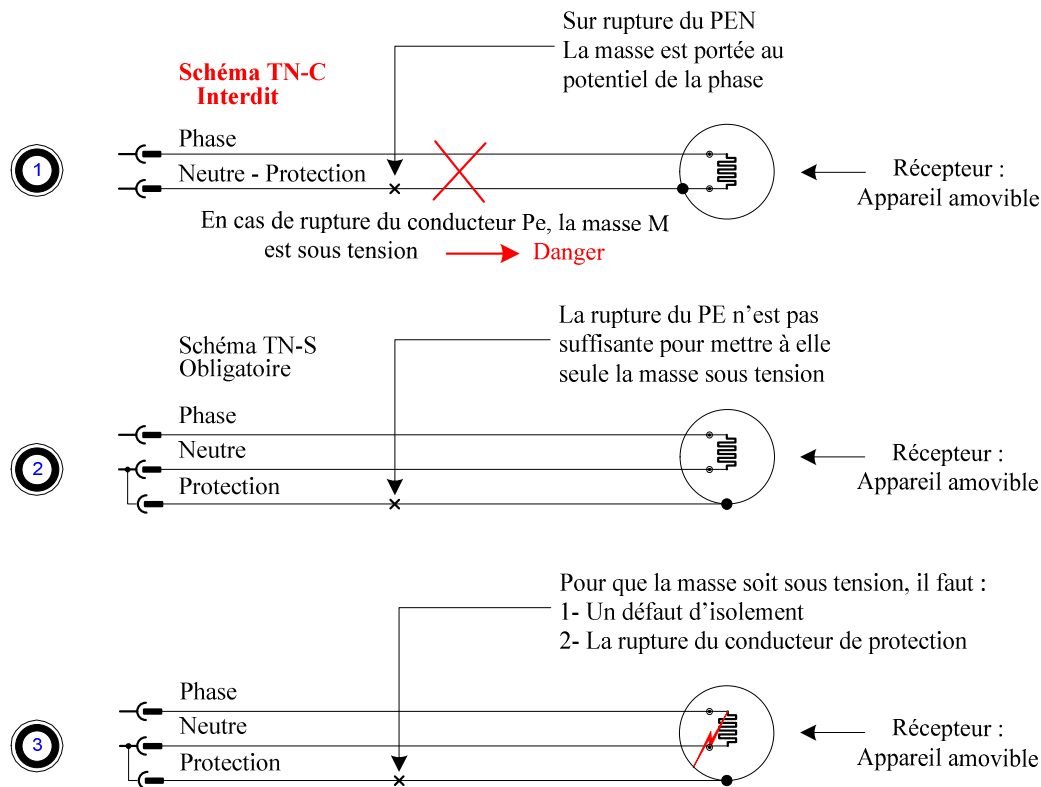 Sur rupture du PEN
La masse est portée au
potentiel de la phase
Schéma TN-C
Interdit
1
Phase
Neutre - Protection
Récepteur :
Appareil amovible
En cas de rupture du conducteur Pe, la masse M
est sous tension
Danger
La rupture du PE n’est pas
suffisante pour mettre à elle
seule la masse sous tension
Schéma TN-S
Obligatoire
2
Phase
Neutre
Protection
Récepteur :
Appareil amovible
Pour que la masse soit sous tension, il faut :
1- Un défaut d’isolement
2- La rupture du conducteur de protection
3
Phase
Neutre
Protection
Récepteur :
Appareil amovible